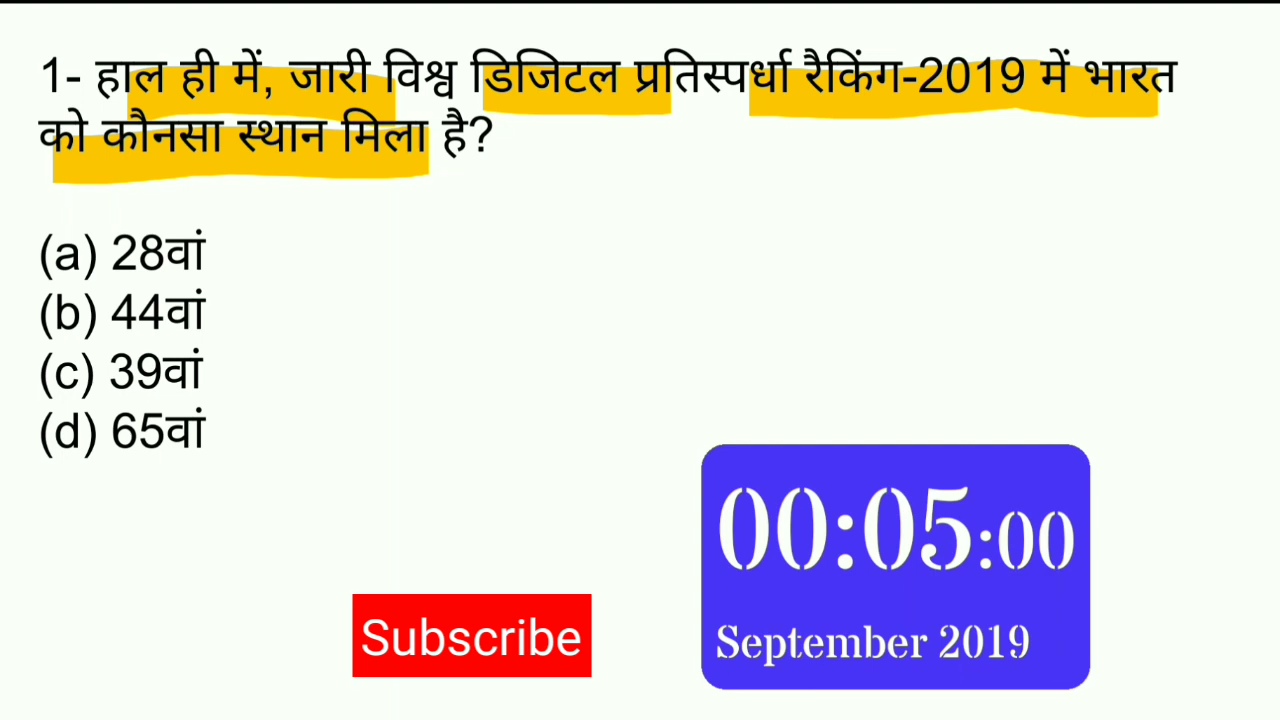 1- हाल ही में, जारी विश्व डिजिटल प्रतिस्पर्धा रैकिंग-2019 में भारत
को कौनसा स्थान मिला है?
(a) 28वां
(b) 44वां
(c) 39वां
(d) 65वां
00:05:00
September 2019
Subscribe